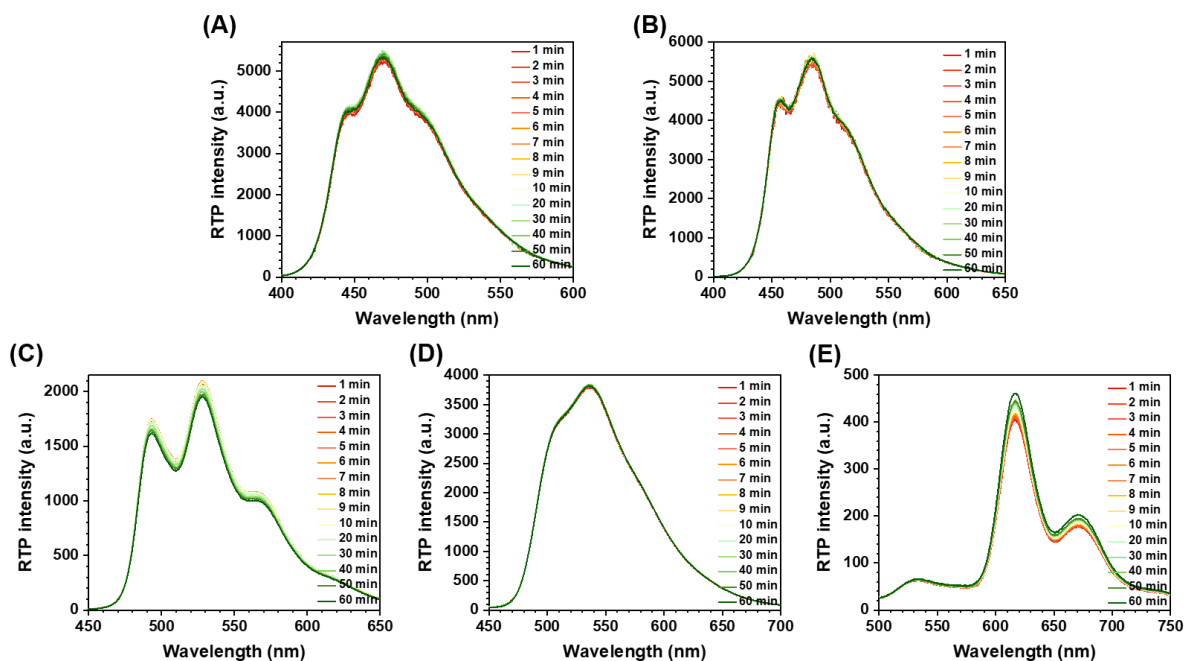 (A)
RTP intensity (a.u.)
5000
4000
3000
2000
1000
0
400
450
500
550
600
Wavelength (nm)
1 min
2 min
3 min
4 min
5 min
6 min
7 min
8 min
9 min
10 min
20 min
30 min
40 min
50 min
60 min
(B)
RTP intensity (a.u.)
6000
5000
4000
3000
2000
1000
0
400
450
500
550
600
650
Wavelength (nm)
1 min
2 min
3 min
4 min
5 min
6 min
7 min
8 min
9 min
10 min
20 min
30 min
40 min
50 min
60 min
(C)
RTP intensity (a.u.)
2000
1500
1000
500
0
450
500
550
600
650
Wavelength (nm)
1 min
2 min
3 min
4 min
5 min
6 min
7 min
8 min
9 min
10 min
20 min
30 min
40 min
50 min
60 min
(D)
RTP intensity (a.u.)
4000
3500
3000
2500
2000
1500
1000
500
0
450
500
550
600
650
700
Wavelength (nm)
1 min
2 min
3 min
4 min
5 min
6 min
7 min
8 min
9 min
10 min
20 min
30 min
40 min
50 min
60 min
(E)
RTP intensity (a.u.)
500
400
300
200
100
0
500
550
600
650
700
750
Wavelength (nm)
1 min
2 min
3 min
4 min
5 min
6 min
7 min
8 min
9 min
10 min
20 min
30 min
40 min
50 min
60 min